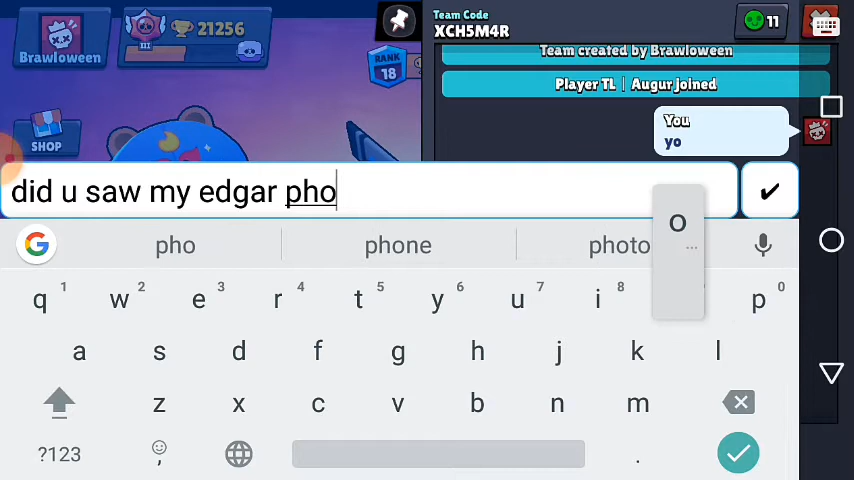 Team Code
XCH5M4R
11
21256
III
Brawloween
RANK
18
SHOP
Team created by Brawloween
Player TL | Augur joined
You
yo
did u saw my edgar pho
o
...
G
pho
phone
photo
q 1 w 2 e 3 r 4 t 5 y 6 u 7 i 8 p 0
a s d f g h j k l
z x c v b n m
?123 , .